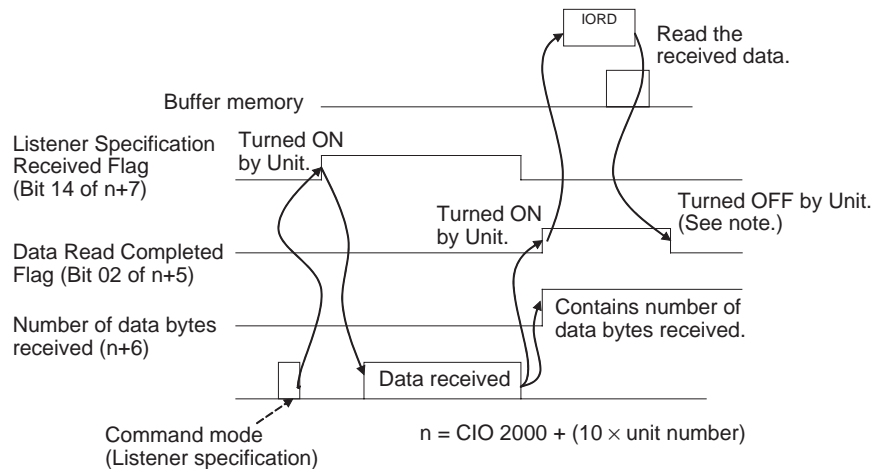 IORD
Read the
received data.
Buffer memory
Listener Specification
Received Flag
(Bit 14 of n+7)
Turned ON
by Unit.
Turned ON
by Unit.
Turned OFF by Unit.
(See note.)
Data Read Completed
Flag (Bit 02 of n+5)
Contains number of
data bytes received.
Number of data bytes
received (n+6)
Data received
Command mode
(Listener specification)
n = CIO 2000 + (10 × unit number)